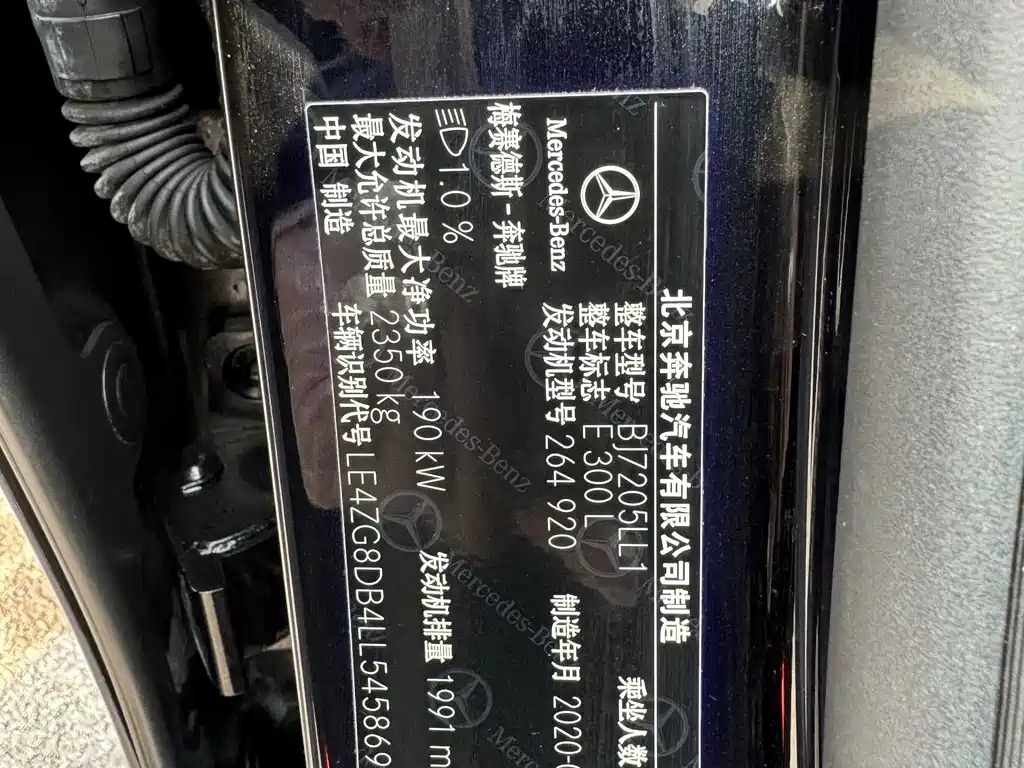 北京奔驰汽车有限公司制造
Mercedes-Benz
梅赛德斯-奔驰牌
整车型号 BJ7205LL1 乘坐人数
整车标志 E 300 L
发动机型号 264 920 制造年月 2020-
1.0 %
发动机最大净功率 190 kW 发动机排量 1991 m
最大允许总质量 2350 kg
中国 制造 车辆识别代号 LE4ZG8DB4LL545869